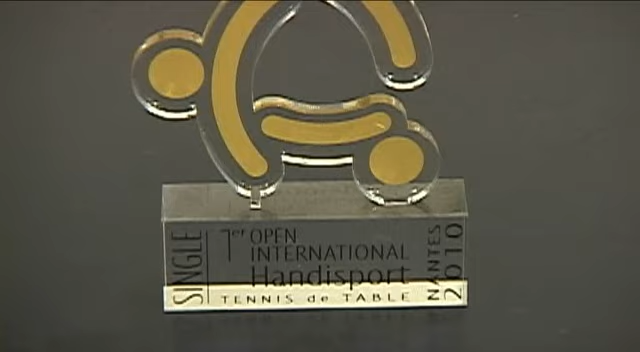 SINGLE
1er OPEN
INTERNATIONAL
Handisport
TENNIS de TABLE
NANTES
2010